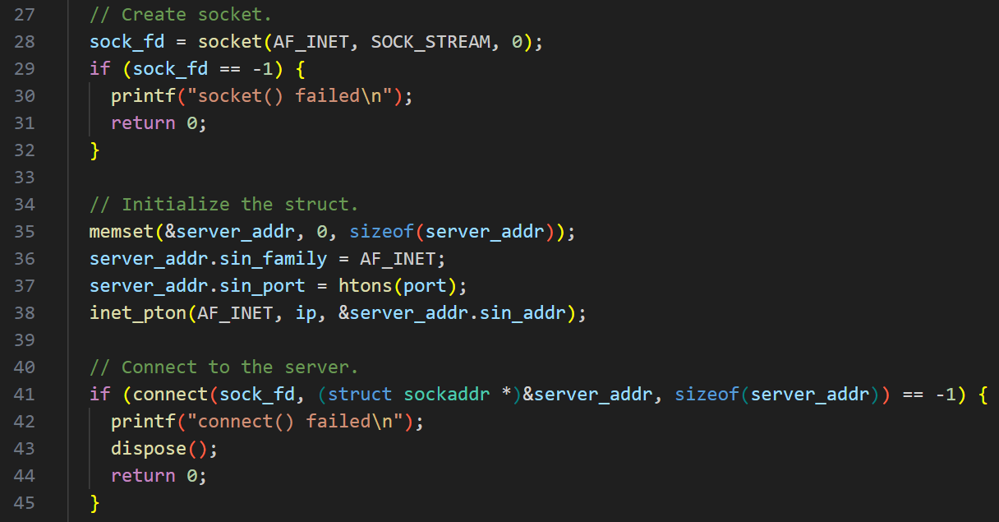 27 // Create socket.
28 sock_fd = socket(AF_INET, SOCK_STREAM, 0);
29 if (sock_fd == -1) {
30   printf("socket() failed\n");
31   return 0;
32 }
33
34 // Initialize the struct.
35 memset(&server_addr, 0, sizeof(server_addr));
36 server_addr.sin_family = AF_INET;
37 server_addr.sin_port = htons(port);
38 inet_pton(AF_INET, ip, &server_addr.sin_addr);
39
40 // Connect to the server.
41 if (connect(sock_fd, (struct sockaddr *)&server_addr, sizeof(server_addr)) == -1) {
42   printf("connect() failed\n");
43   dispose();
44   return 0;
45 }